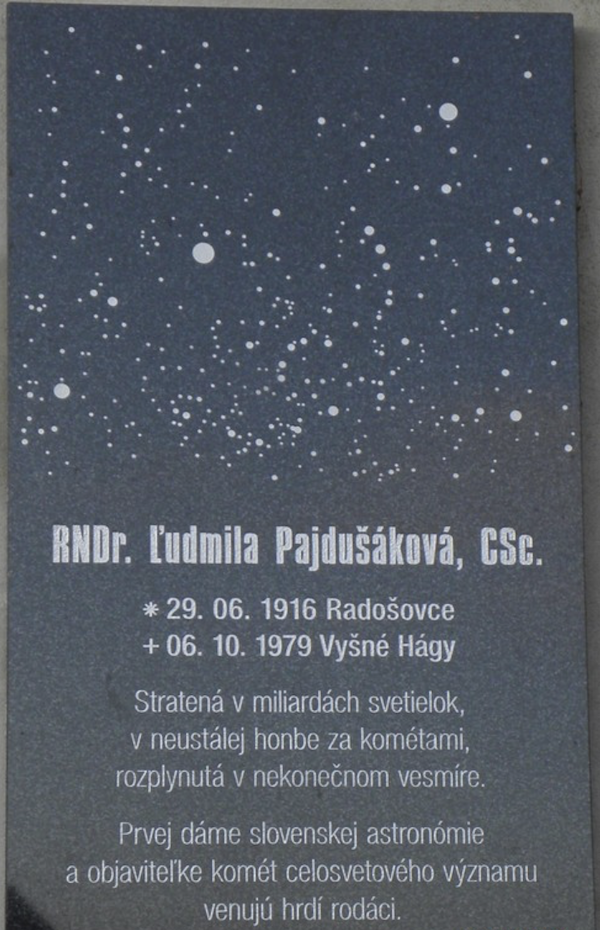 RNDr. Ľudmila Pajdušáková, CSc.
* 29. 06. 1916 Radošovce
+ 06. 10. 1979 Vyšné Hágy
Stratená v miliardách svetielok,
v neustálej honbe za kométami,
rozplynutá v nekonečnom vesmíre.
Prvej dáme slovenskej astronómie
a objaviteľke komét celosvetového významu
venujú hrdí rodáci.